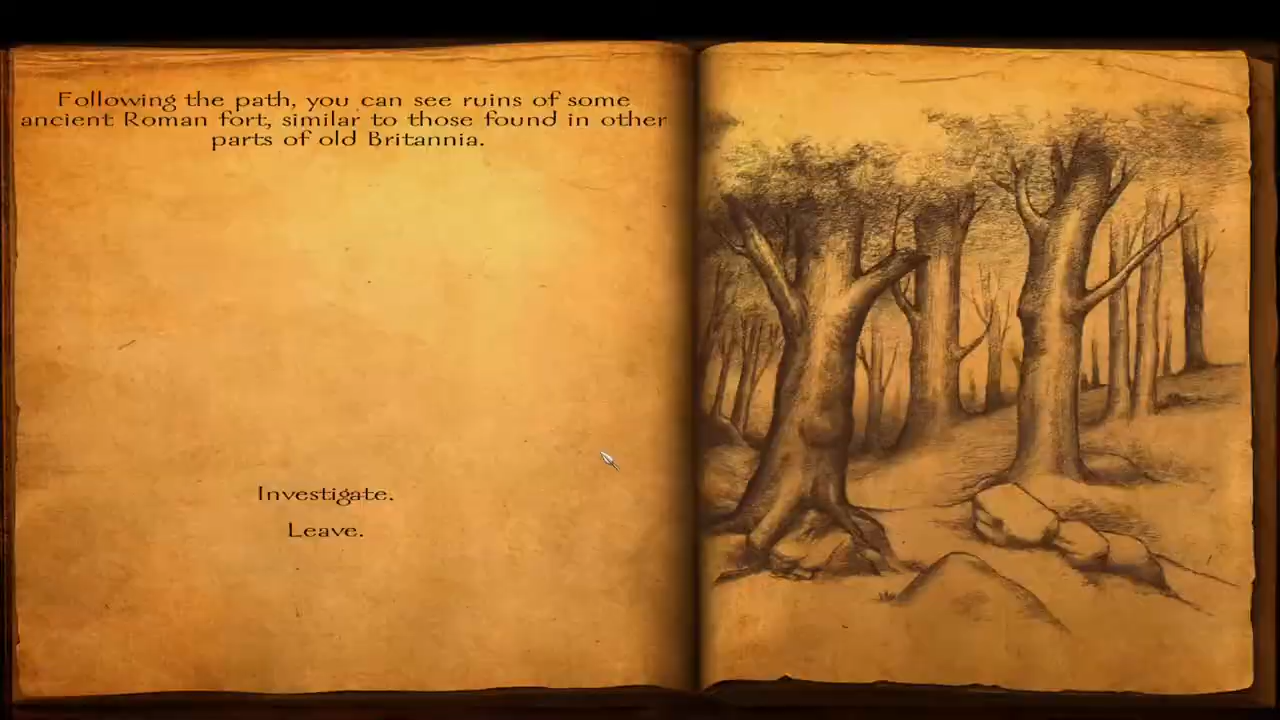 Following the path, you can see ruins of some
ancient Roman fort, similar to those found in other
parts of old Britannia.
Investigate.
Leave.